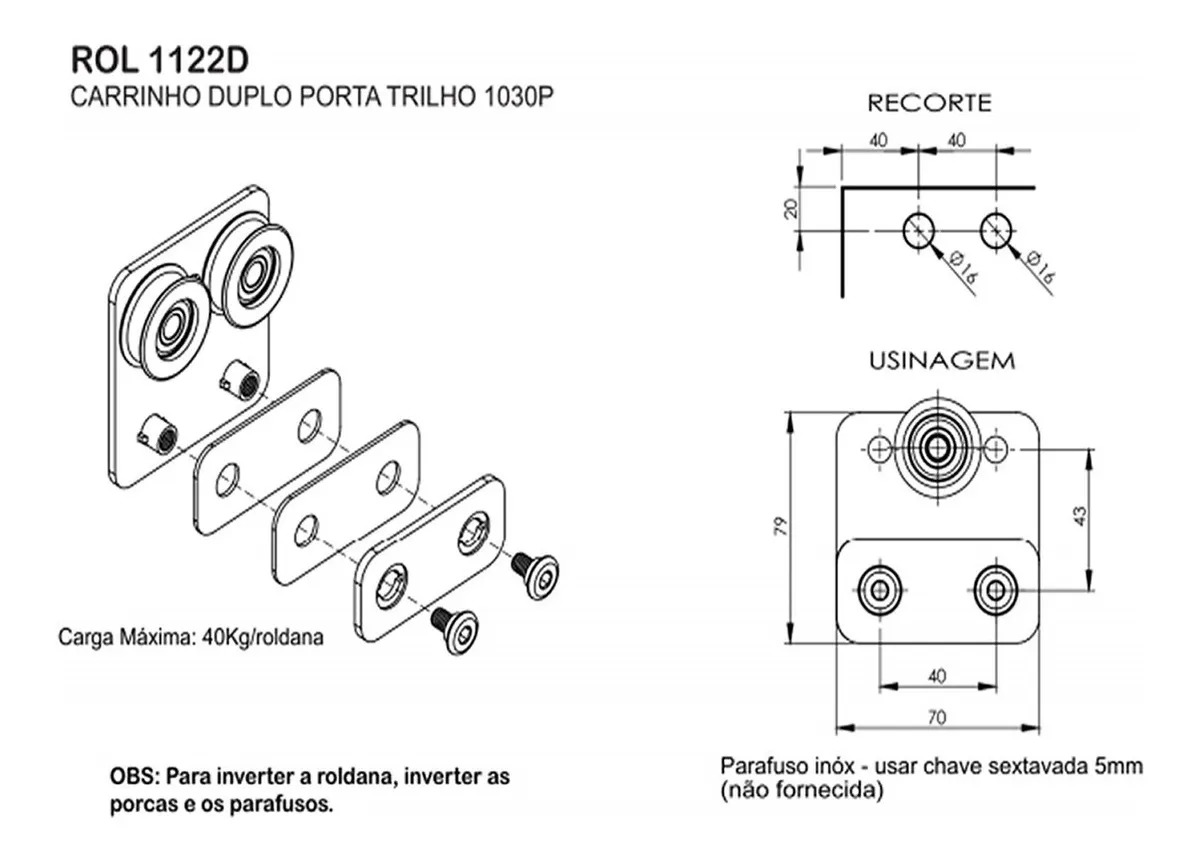 ROL 1122D
CARRINHO DUPLO PORTA TRILHO 1030P
RECORTE
40
40
20
Ø16
Ø16
USINAGEM
79
43
40
70
Carga Máxima: 40Kg/roldana
OBS: Para inverter a roldana, inverter as
porcas e os parafusos.
Parafuso inóx - usar chave sextavada 5mm
(não fornecida)